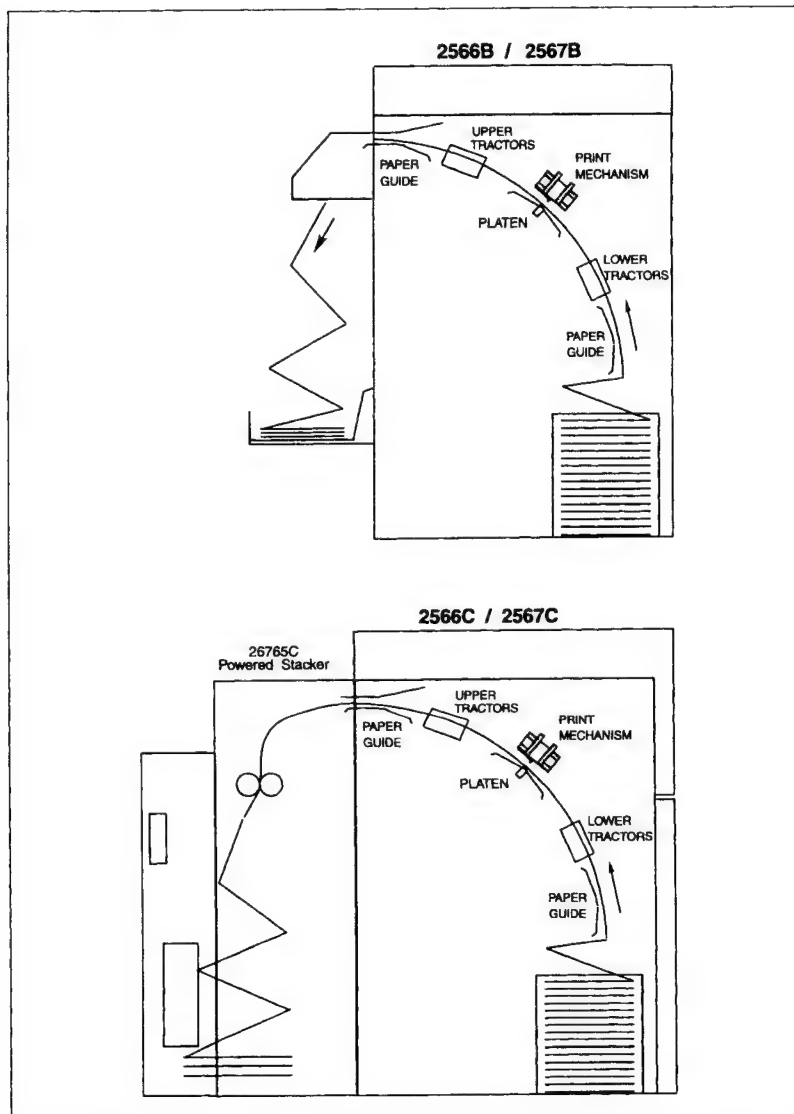 2566B / 2567B
UPPER
TRACTORS
PAPER
GUIDE
PRINT
MECHANISM
PLATEN
LOWER
TRACTORS
PAPER
GUIDE
2566C / 2567C
26765C
Powered Stacker
UPPER
TRACTORS
PAPER
GUIDE
PRINT
MECHANISM
PLATEN
LOWER
TRACTORS
PAPER
GUIDE